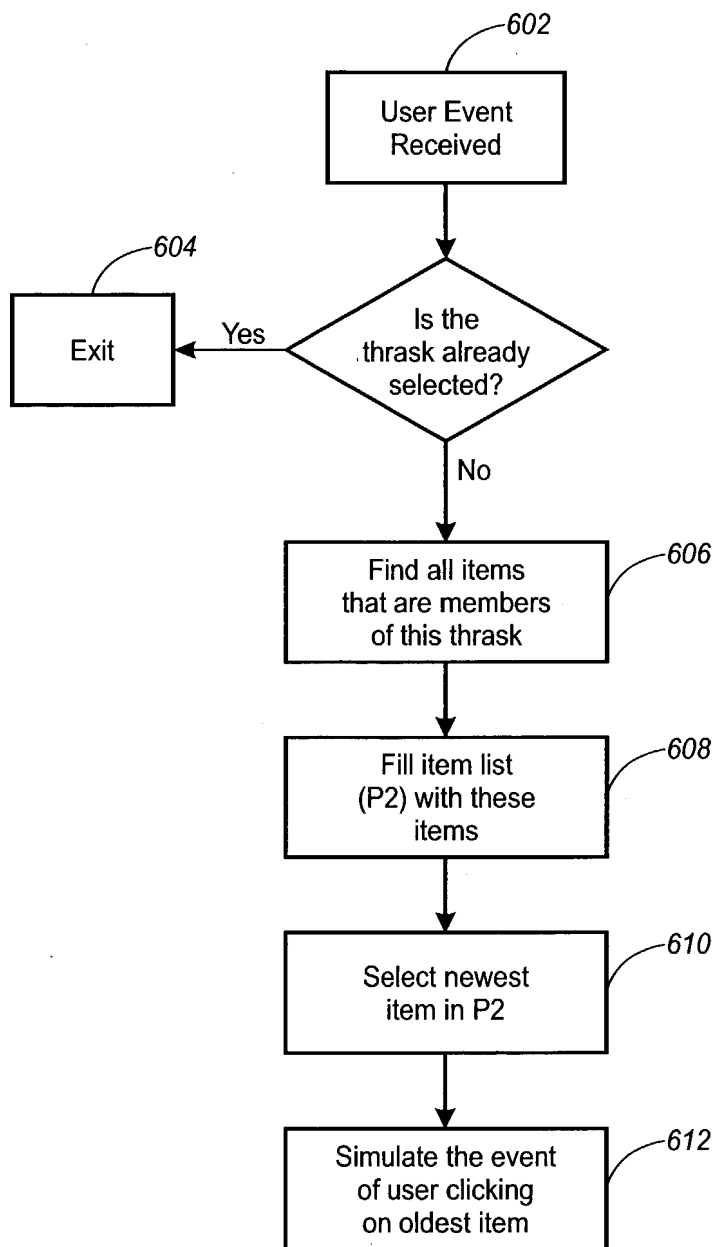 602
User Event
Received
604
Exit
Yes
Is the
thrask already
selected?
No
606
Find all items
that are members
of this thrask
608
Fill item list
(P2) with these
items
610
Select newest
item in P2
612
Simulate the event
of user clicking
on oldest item